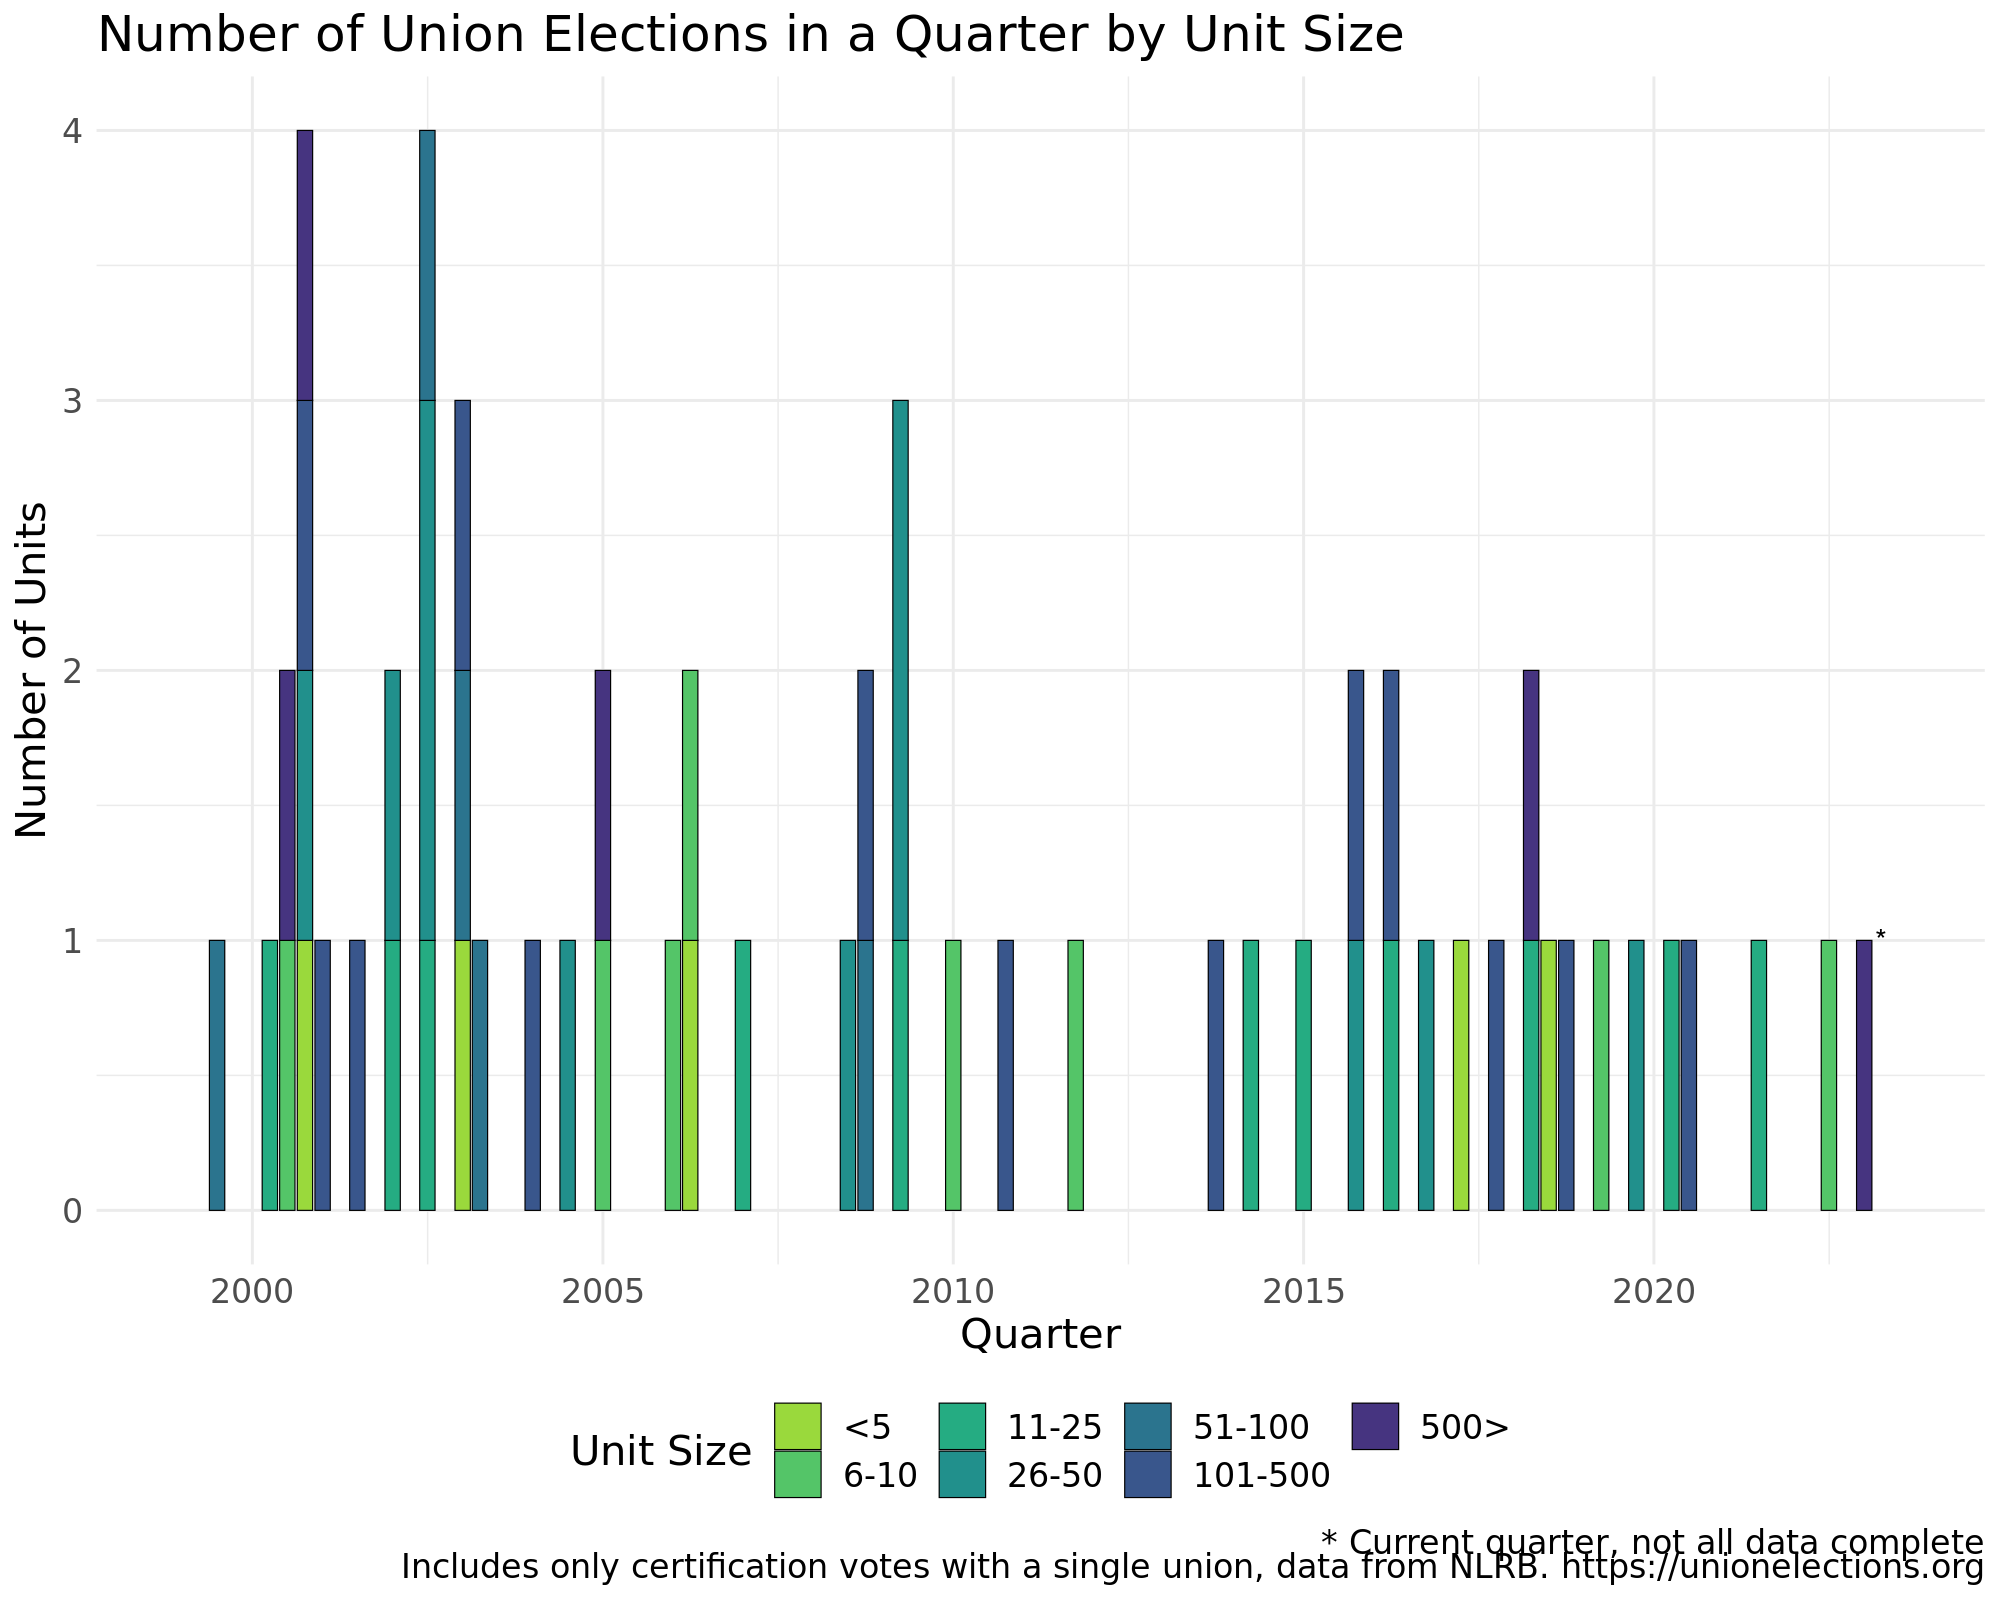 Number of Union Elections in a Quarter by Unit Size
Number of Units
4
3
2
1
0
*
2000 2005 2010 2015 2020
Quarter
Unit Size
<5 11-25 51-100 500>
6-10 26-50 101-500
* Current quarter, not all data complete
Includes only certification votes with a single union, data from NLRB. https://unionelections.org